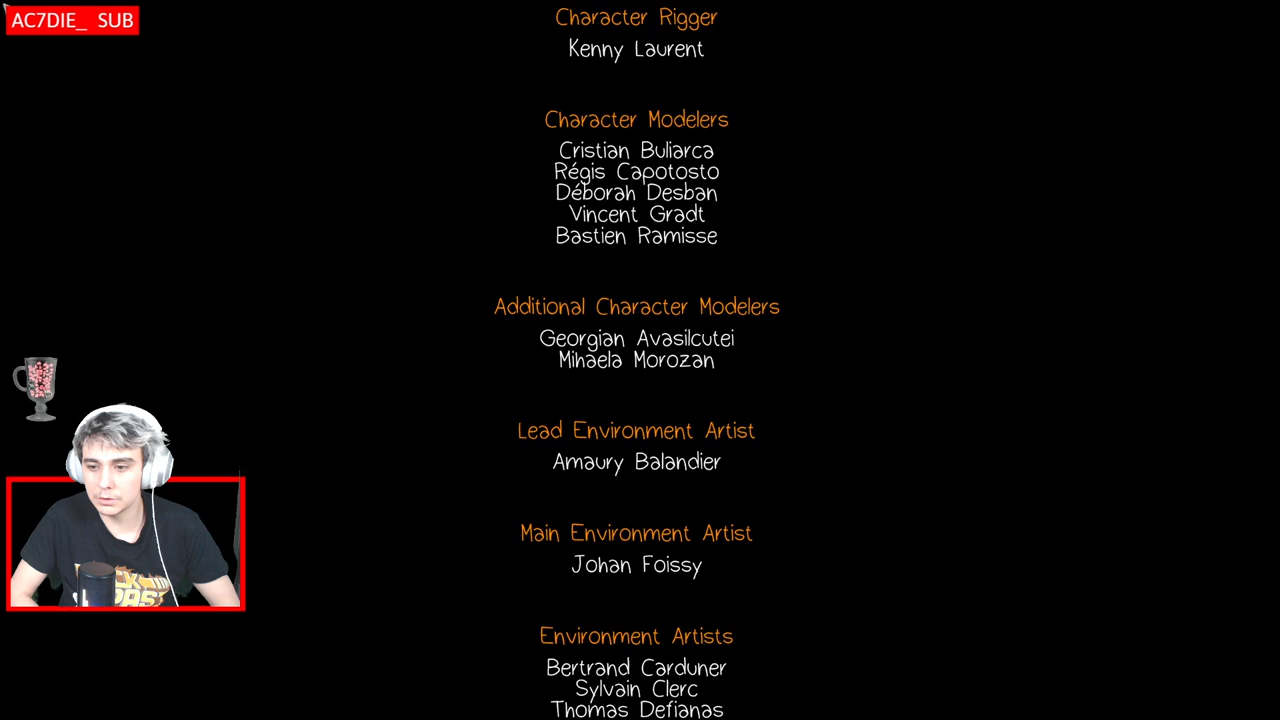 AC7DIE_ SUB
Character Rigger
Kenny Laurent
Character Modelers
Cristian Buliarca
Régis Capotosto
Déborah Desban
Vincent Gradt
Bastien Ramisse
Additional Character Modelers
Georgian Avasilcutei
Mihaela Morozan
Lead Environment Artist
Amaury Balandier
Main Environment Artist
Johan Foissy
Environment Artists
Bertrand Carduner
Sylvain Clerc
Thomas Defianas